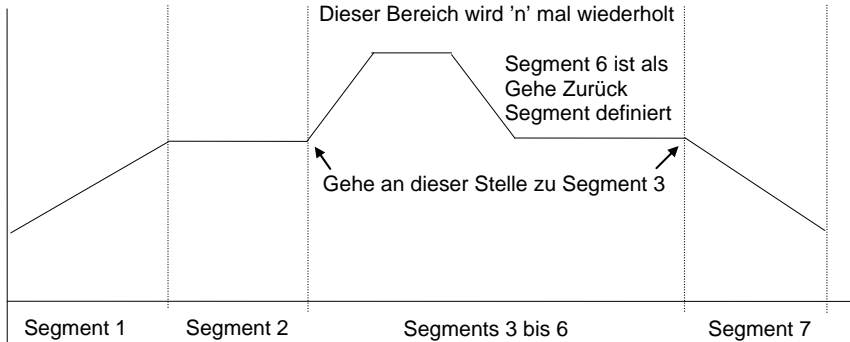 Dieser Bereich wird 'n' mal wiederholt
Segment 6 ist als
Gehe Zurück
Segment definiert
Gehe an dieser Stelle zu Segment 3
Segment 1
Segment 2
Segments 3 bis 6
Segment 7